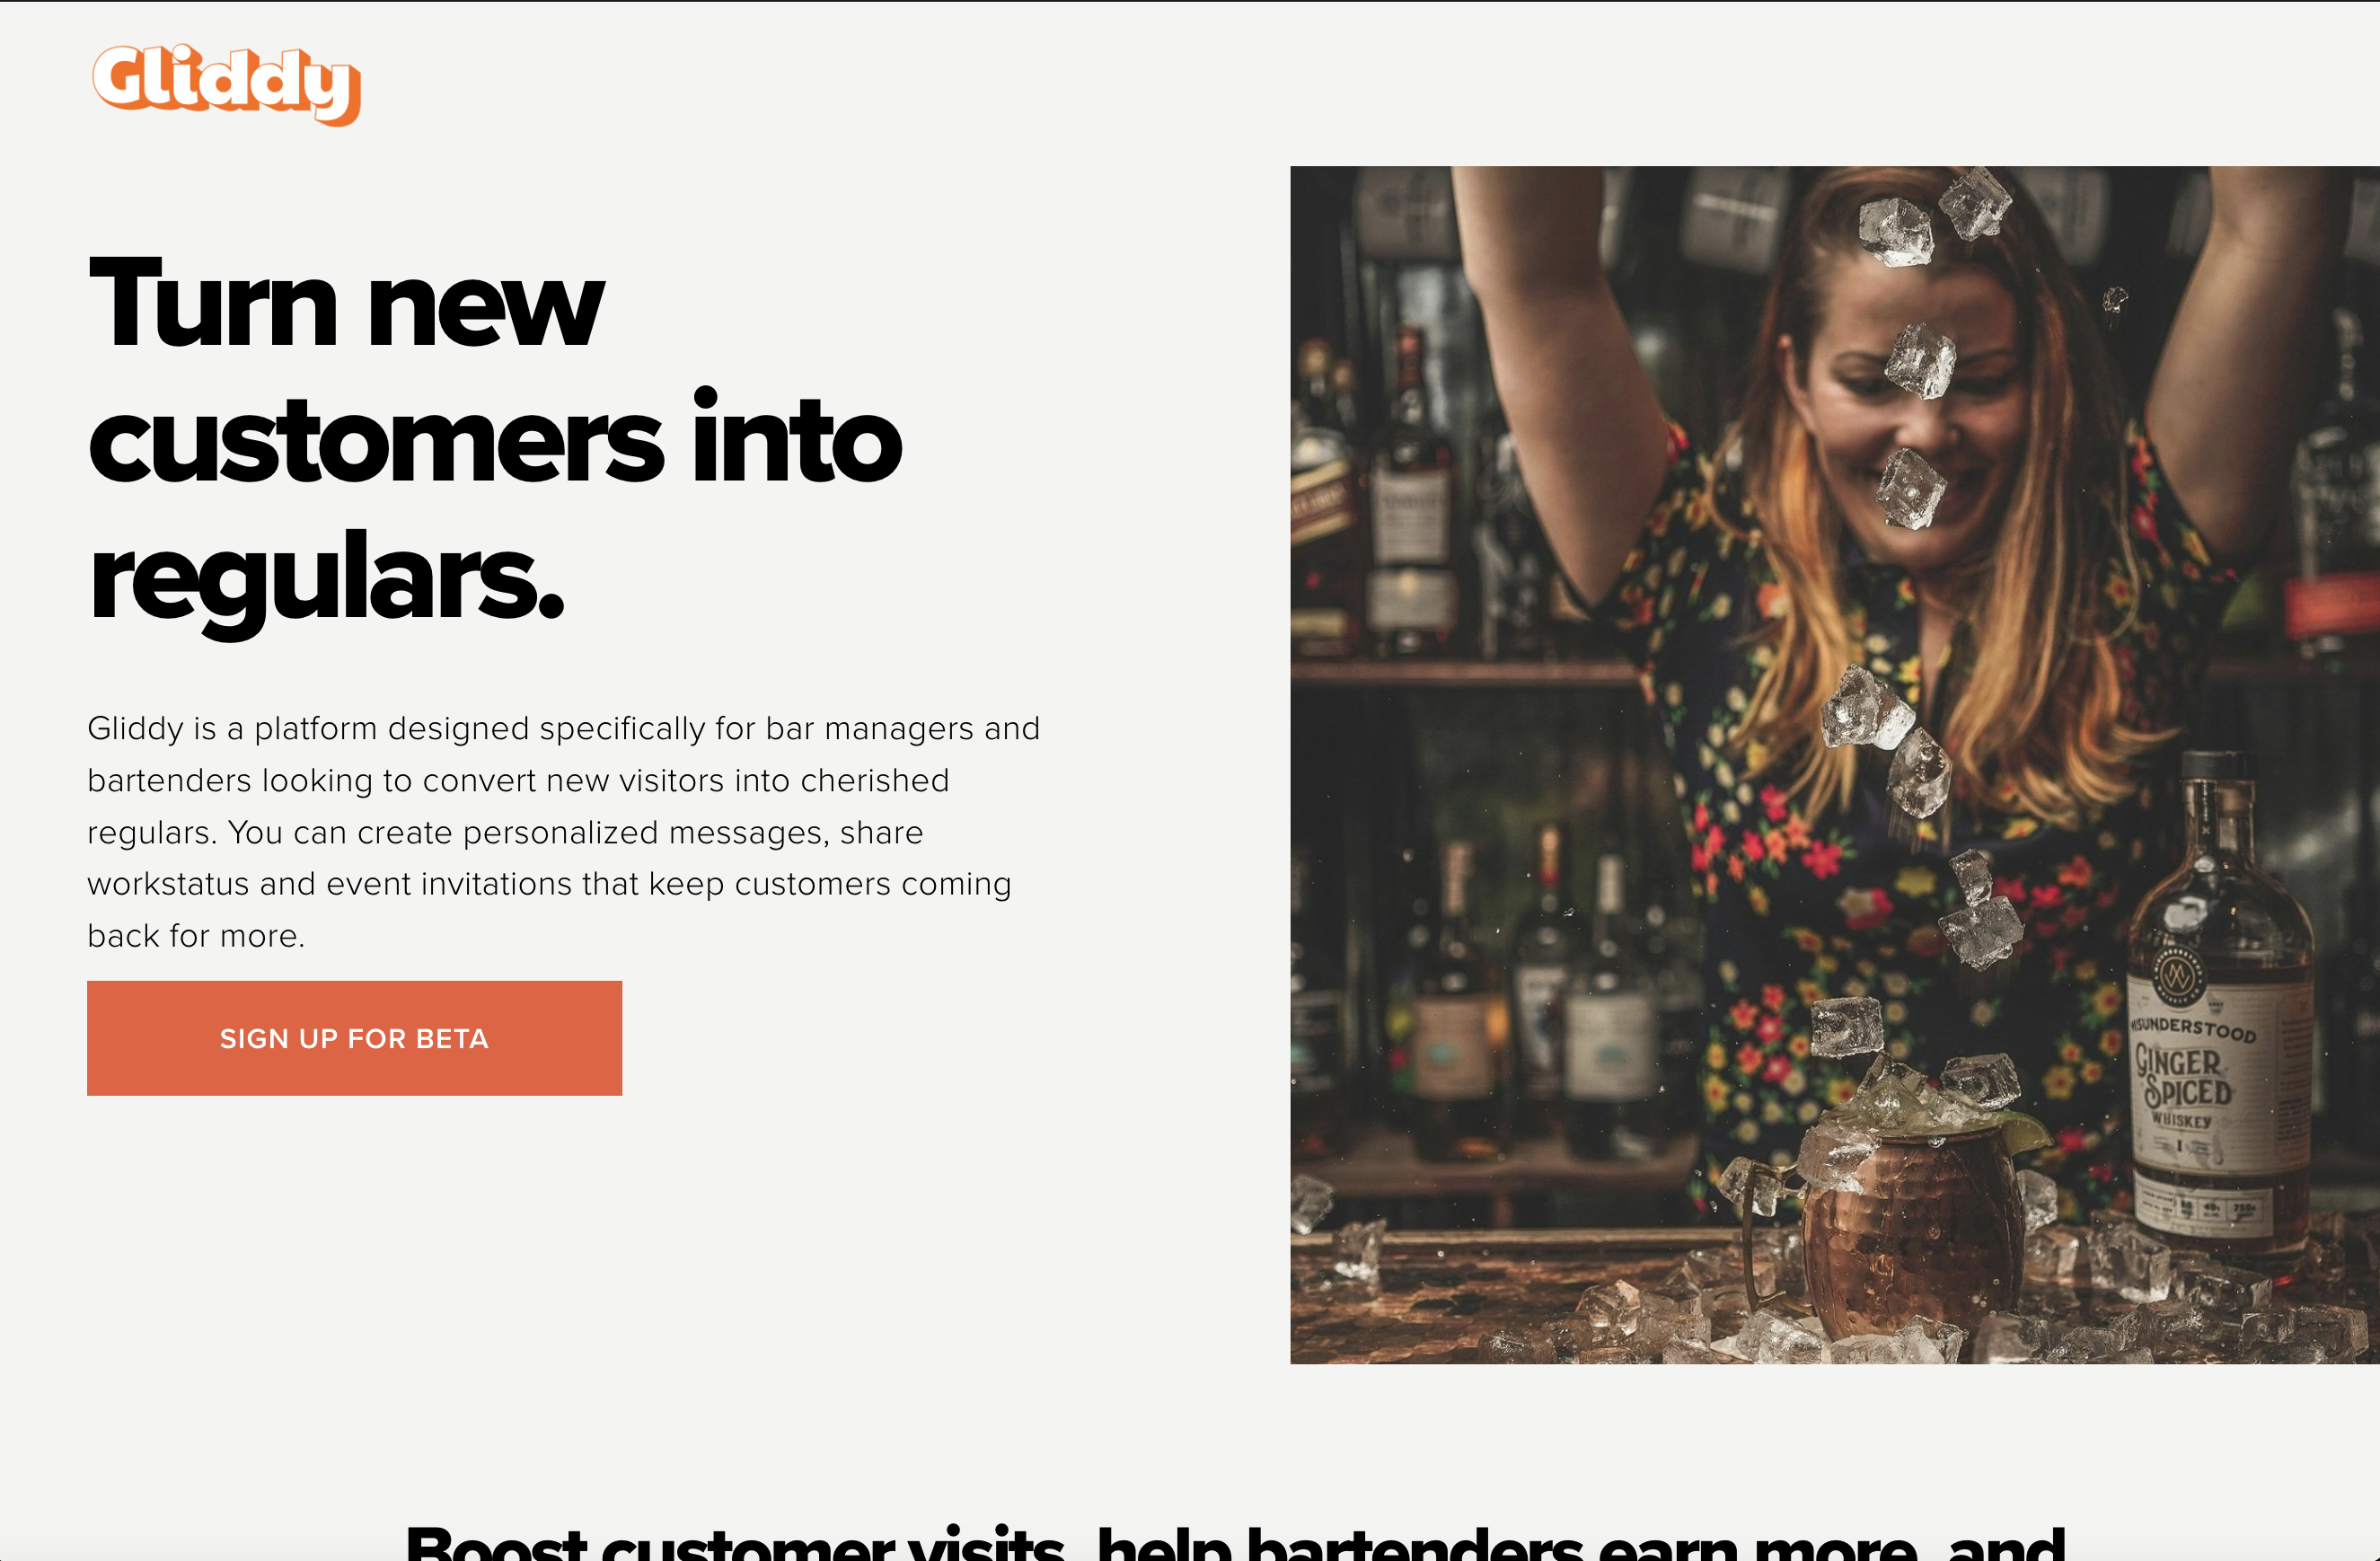 Gliddy
Turn new
customers into
regulars.
Gliddy is a platform designed specifically for bar managers and
bartenders looking to convert new visitors into cherished
regulars. You can create personalized messages, share
workstatus and event invitations that keep customers coming
back for more.
SIGN UP FOR BETA
MISUNDERSTOOD
GINGER
SPICED
WHISKEY
Boost customer visits, help bartenders earn more, and